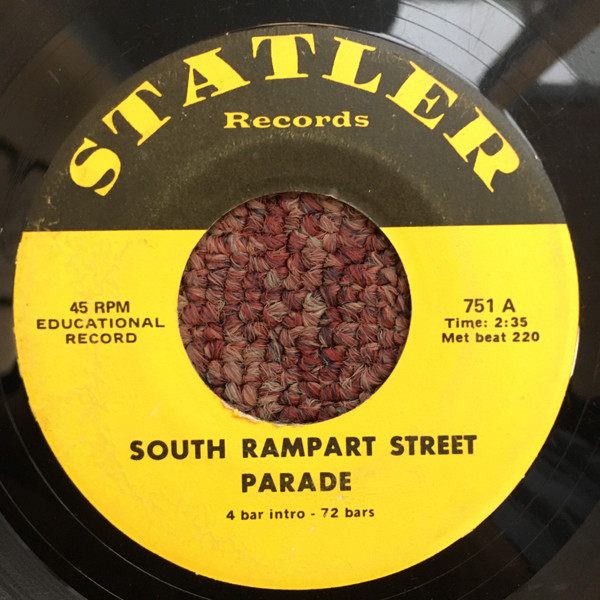 STATLER
Records
45 RPM
EDUCATIONAL
RECORD
751 A
Time: 2:35
Met beat 220
SOUTH RAMPART STREET
PARADE
4 bar intro - 72 bars